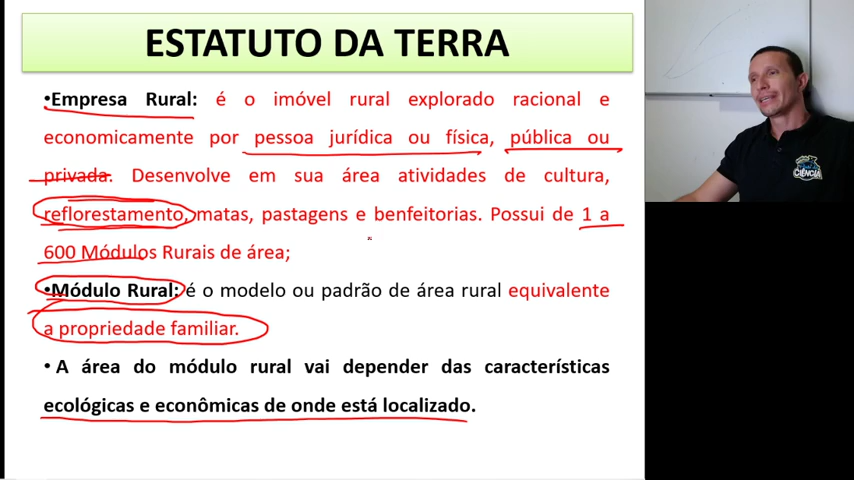 ESTATUTO DA TERRA
•Empresa Rural: é o imóvel rural explorado racional e
economicamente por pessoa jurídica ou física, pública ou
privada. Desenvolve em sua área atividades de cultura,
reflorestamento, matas, pastagens e benfeitorias. Possui de 1 a
600 Módulos Rurais de área;
•Módulo Rural: é o modelo ou padrão de área rural equivalente
a propriedade familiar.
• A área do módulo rural vai depender das características
ecológicas e econômicas de onde está localizado.
CIÊNCIA